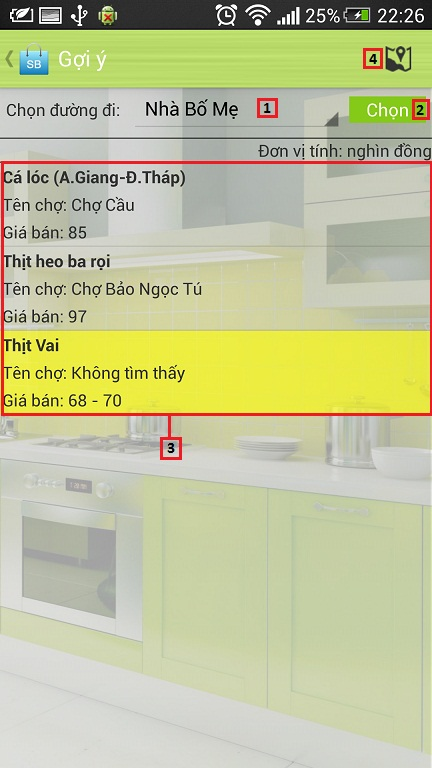 25% 22:26
SB Gợi ý 4
Chọn đường đi: Nhà Bố Mẹ 1 Chọn 2
Đơn vị tính: nghìn đồng
Cá lóc (A.Giang-Đ.Tháp)
Tên chợ: Chợ Cầu
Giá bán: 85
Thịt heo ba rọi
Tên chợ: Chợ Bảo Ngọc Tú
Giá bán: 97
Thịt Vai
Tên chợ: Không tìm thấy
Giá bán: 68 - 70
3